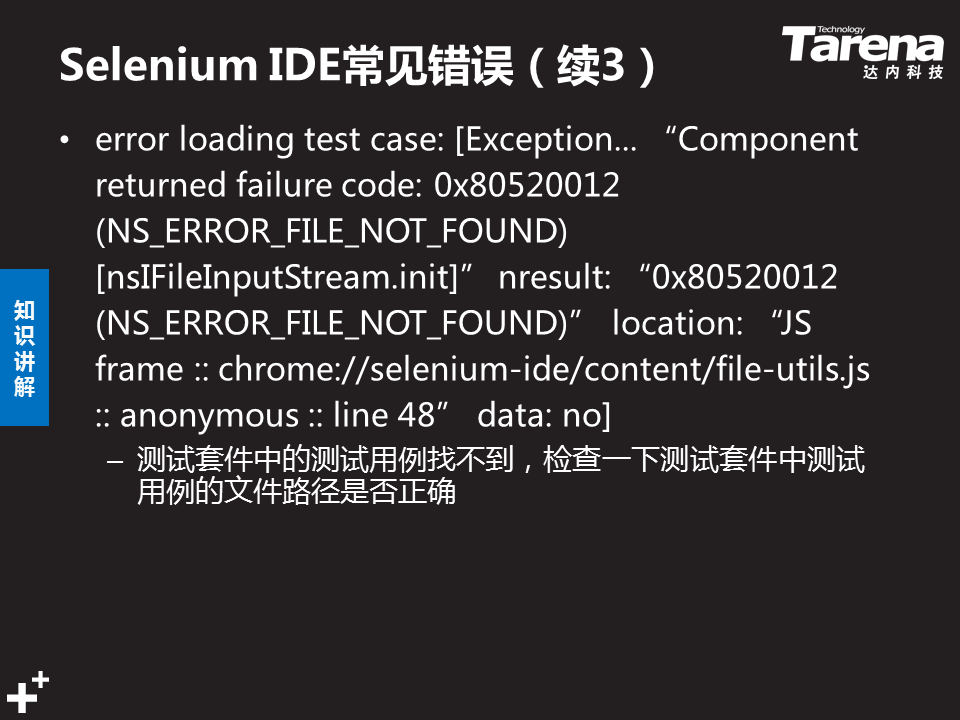 Selenium IDE常见错误（续3）
Technology
Tarena
达内科技
• error loading test case: [Exception... “Component
returned failure code: 0x80520012
(NS_ERROR_FILE_NOT_FOUND)
[nsIFileInputStream.init]” nresult: “0x80520012
(NS_ERROR_FILE_NOT_FOUND)” location: “JS
frame :: chrome://selenium-ide/content/file-utils.js
:: anonymous :: line 48” data: no]
– 测试套件中的测试用例找不到，检查一下测试套件中测试
用例的文件路径是否正确
知
识
讲
解